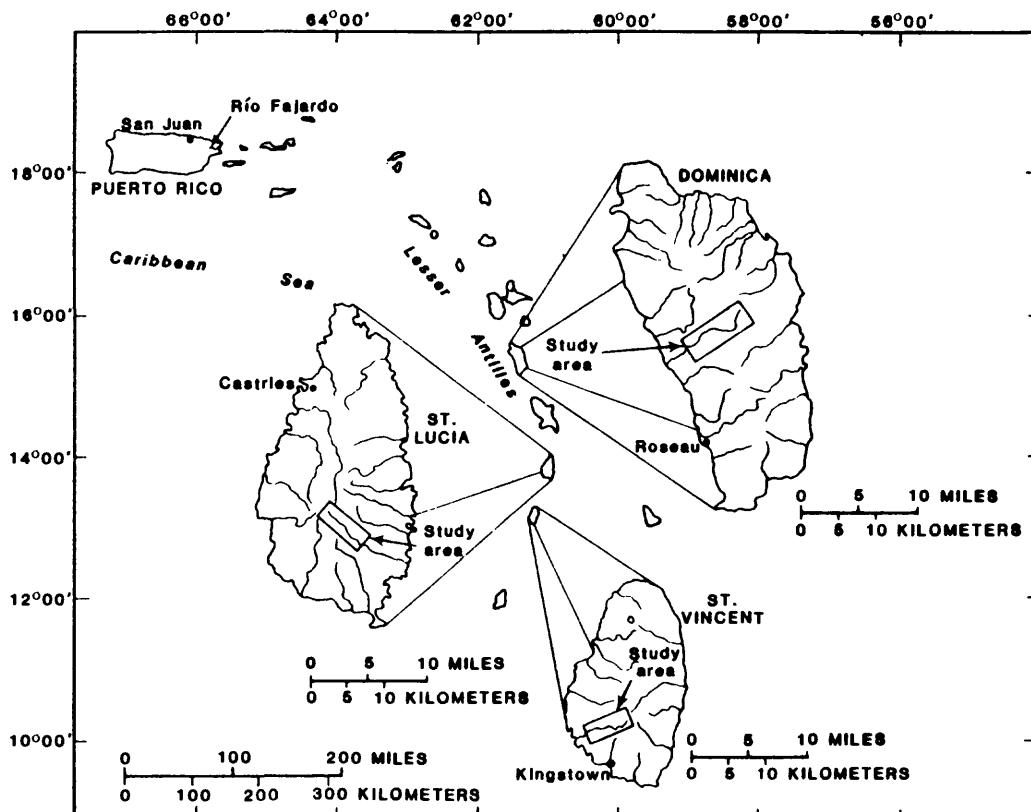 66°00' 64°00' 62°00' 60°00' 58°00' 56°00'
Río Fajardo
San Juan
18°00'
PUERTO RICO
DOMINICA
Caribbean
Sea
Lesser
Antilles
16°00'
Study
area
Castries
ST.
LUCIA
Roseau
14°00'
0 5 10 MILES
0 5 10 KILOMETERS
Study
area
12°00'
ST.
VINCENT
Study
area
0 5 10 MILES
0 5 10 KILOMETERS
10°00'
0 100 200 MILES
0 100 200 300 KILOMETERS
Kingstown
0 5 10 MILES
0 5 10 KILOMETERS